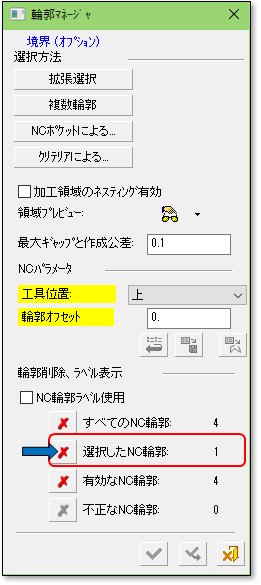 輪郭ﾏﾈｰｼﾞｬ
境界 (ｵﾌﾟｼｮﾝ)
選択方法
拡張選択
複数輪郭
NCﾎﾟｹｯﾄによる...
ｸﾘﾃﾘｱによる...
加工領域のﾈｽﾃｨﾝｸﾞ有効
領域ﾌﾟﾚﾋﾞｭｰ:
最大ｷﾞｬｯﾌﾟと作成公差: 0.1
NCﾊﾟﾗﾒｰﾀ
工具位置: 上
輪郭ｵﾌｾｯﾄ 0.
輪郭削除、ﾗﾍﾞﾙ表示
NC輪郭ﾗﾍﾞﾙ使用
すべてのNC輪郭: 4
選択したNC輪郭: 1
有効なNC輪郭: 4
不正なNC輪郭: 0